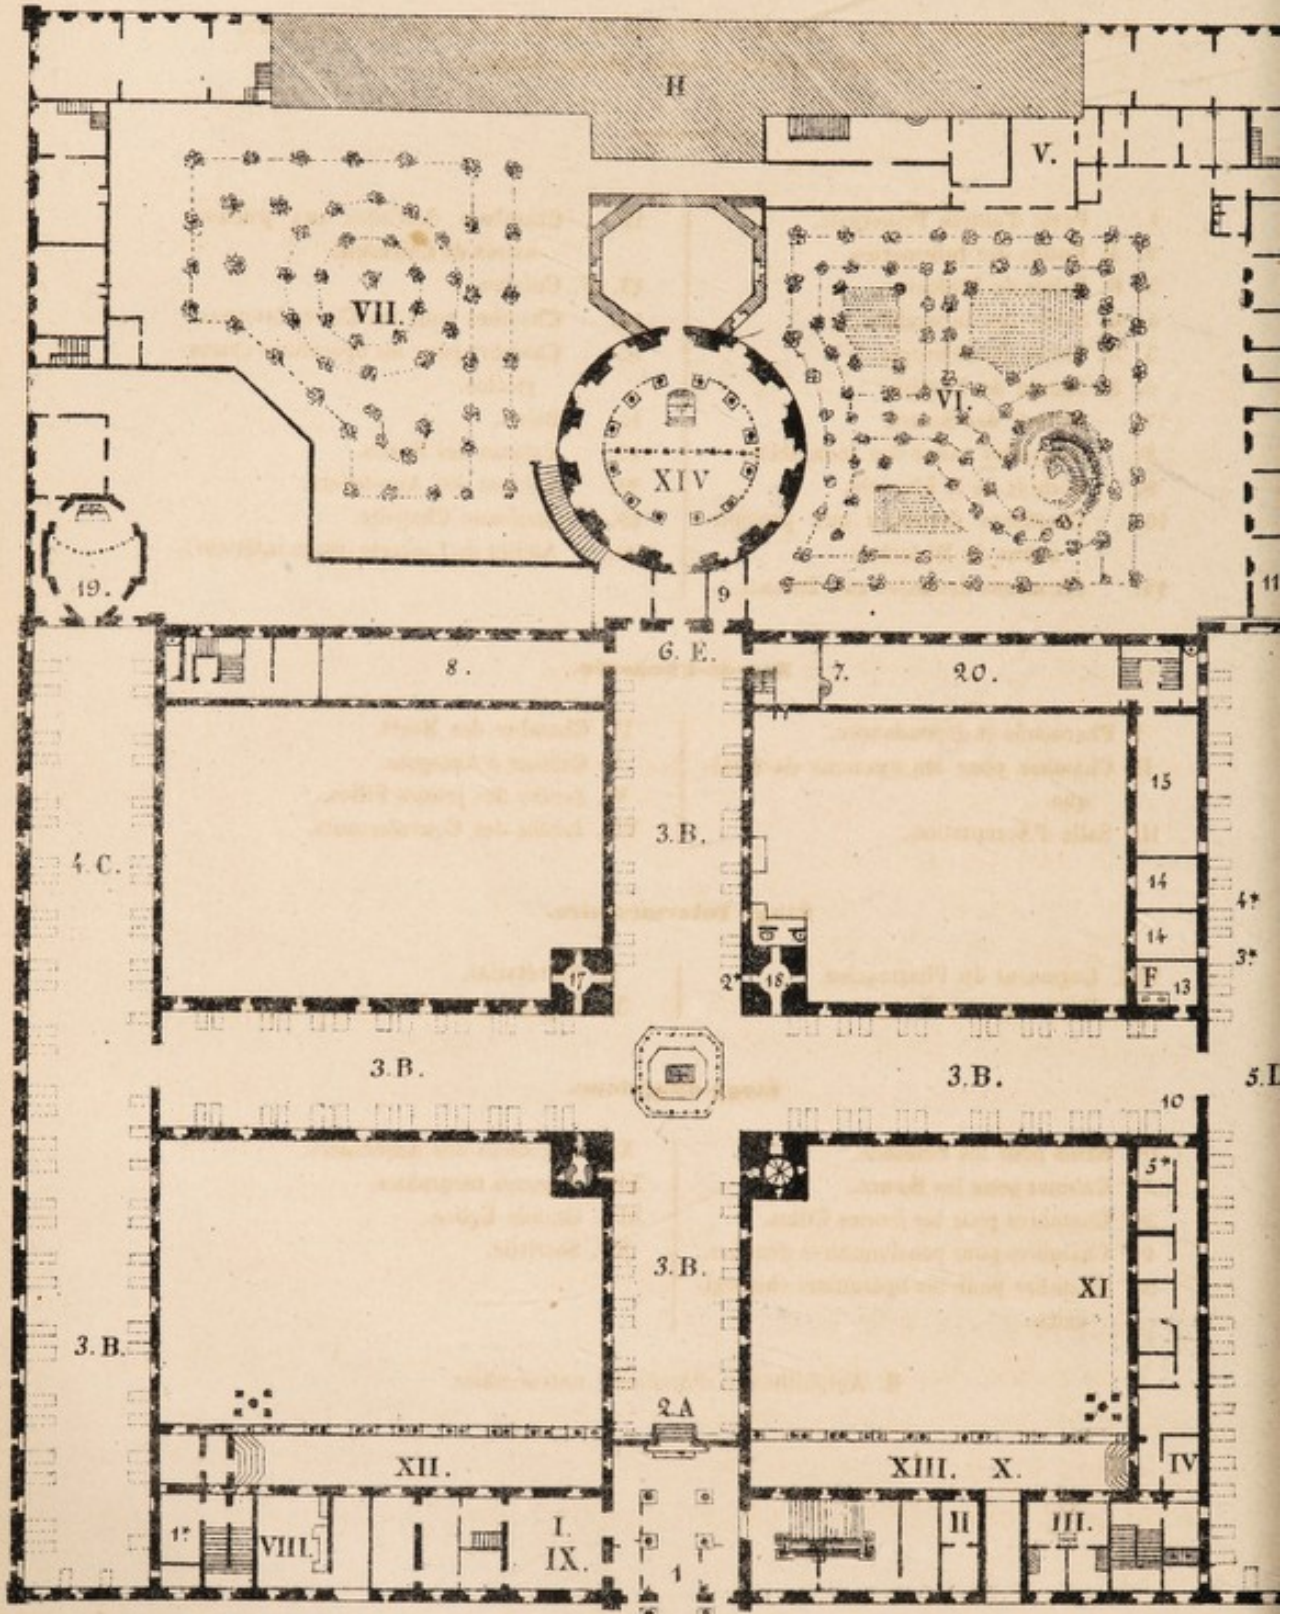 H
V.
VII.
VI.
XIV
19.
9
11
6. E.
8.
7.
20.
15
3.B.
4.C.
14
4*
14
3*
17
2*
18
F
13
3.B.
3.B.
5.
10
5*
3.B.
XI
3.B.
2.A
XII.
XIII. X.
IV
1*
VIII.
I.
IX.
II
III.
1